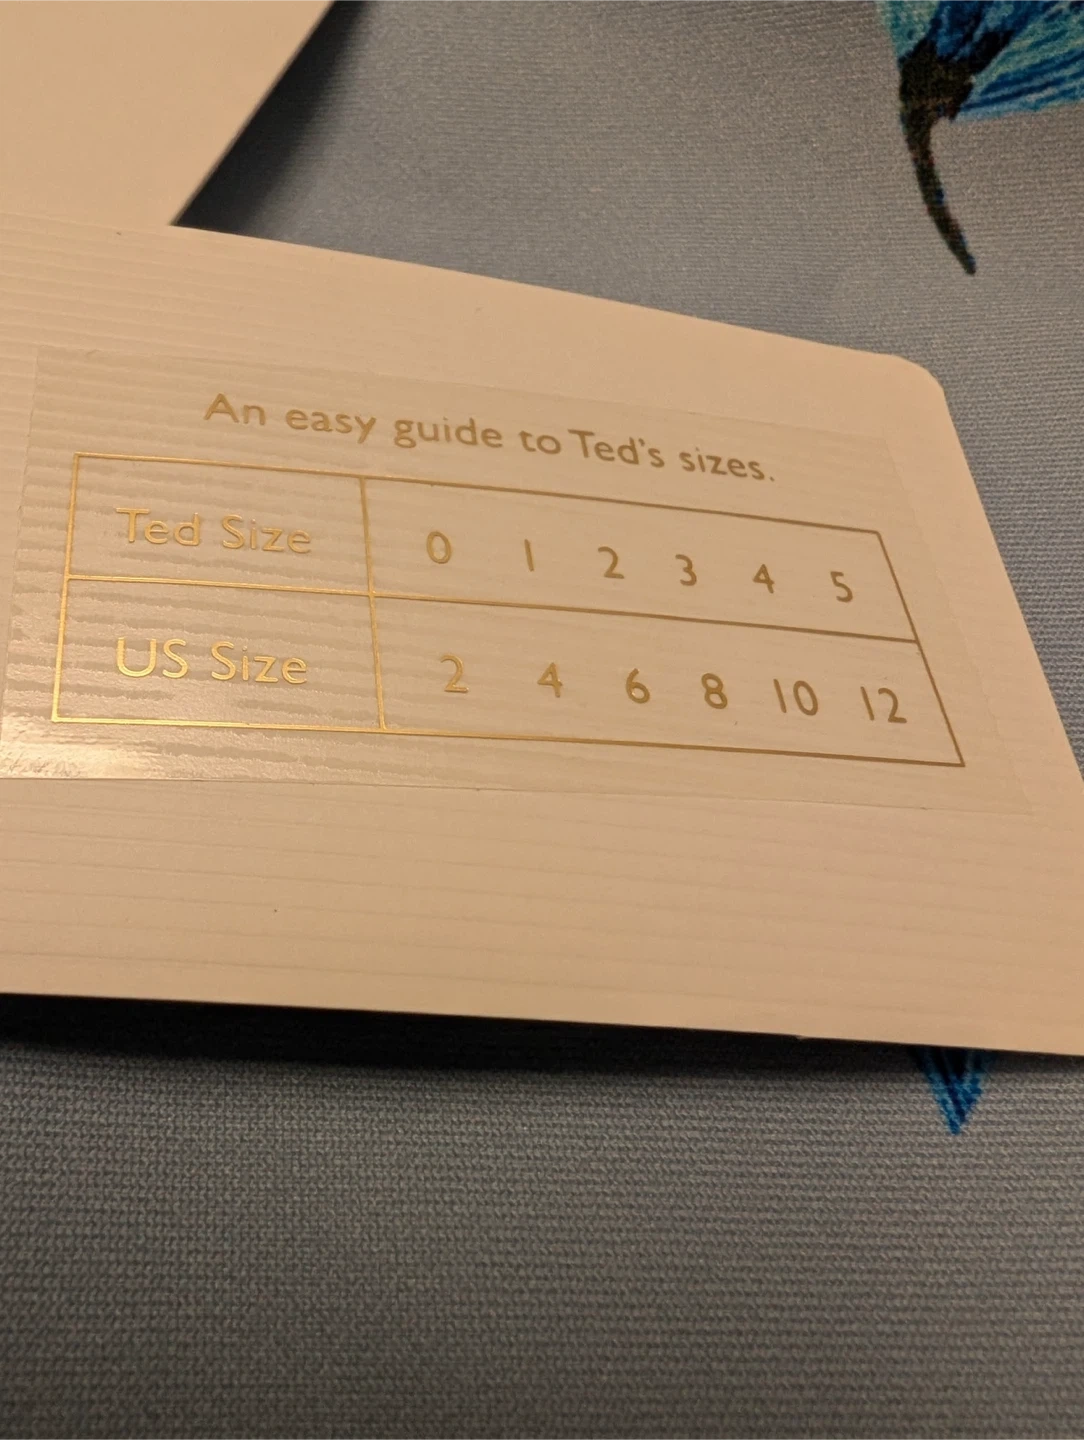 An easy guide to Ted's sizes.
Ted Size 0 1 2 3 4 5
US Size 2 4 6 8 10 12